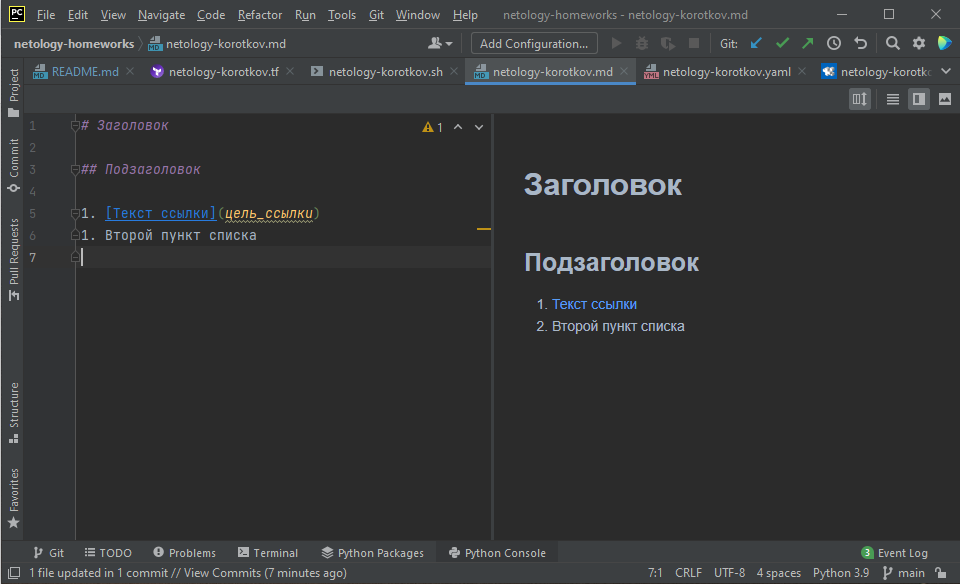 PC File Edit View Navigate Code Refactor Run Tools Git Window Help netology-homeworks - netology-korotkov.md
netology-homeworks netology-korotkov.md Add Configuration... Git:
README.md netology-korotkov.tf netology-korotkov.sh netology-korotkov.md netology-korotkov.yaml netology-korotk
Project
Commit
Pull Requests
Structure
Favorites
1 # Заголовок
2
3 ## Подзаголовок
4
5 1. [Текст ссылки](цель_ссылки)
6 1. Второй пункт списка
7
1
Заголовок
Подзаголовок
1. Текст ссылки
2. Второй пункт списка
Git TODO Problems Terminal Python Packages Python Console 3 Event Log
1 file updated in 1 commit // View Commits (7 minutes ago) 7:1 CRLF UTF-8 4 spaces Python 3.9 main